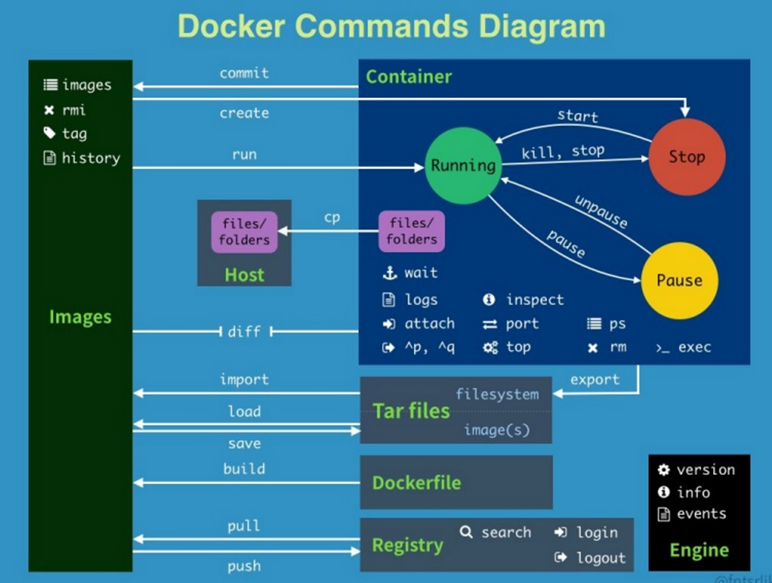 Docker Commands Diagram
images
rmi
tag
history
Images
commit
create
run
cp
files/
folders
Host
diff
import
load
save
build
pull
push
Container
Running
start
kill, stop
Stop
unpause
pause
Pause
files/
folders
wait
logs
inspect
attach
port
ps
^p, ^q
top
rm
>_ exec
export
Tar files
filesystem
image(s)
Dockerfile
Registry
search
login
logout
version
info
events
Engine